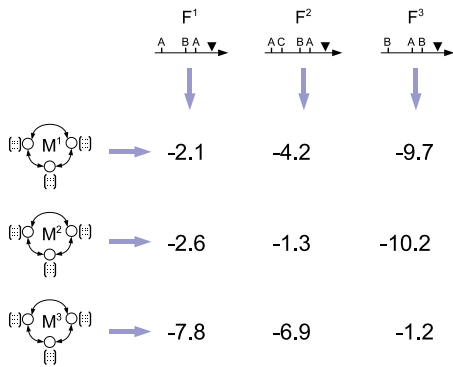 F¹ F² F³
A B A A C B A B A B
M¹ -2.1 -4.2 -9.7
M² -2.6 -1.3 -10.2
M³ -7.8 -6.9 -1.2